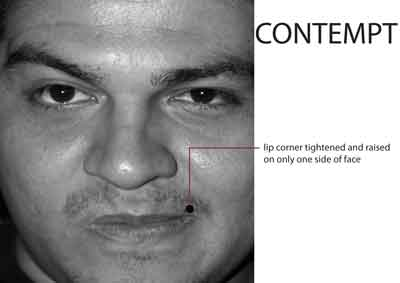 CONTEMPT
lip corner tightened and raised
on only one side of face